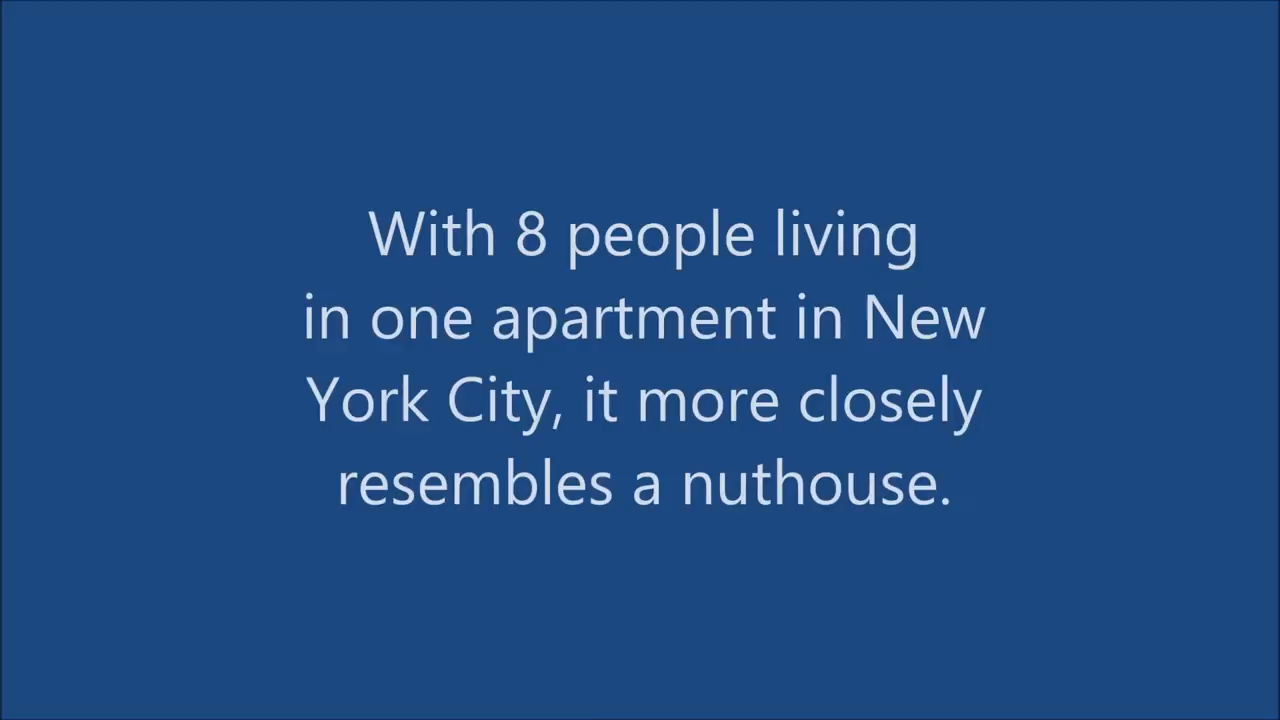 With 8 people living
in one apartment in New
York City, it more closely
resembles a nuthouse.